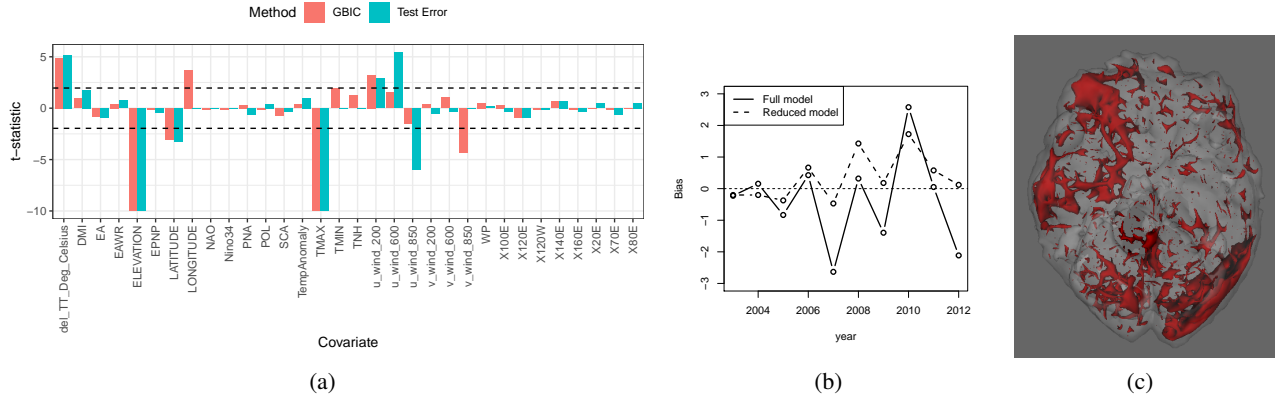 Method GBIC Test Error
5
0
−5
−10
t−statistic
del_TT_Deg_Celsius
DMI
EA
EAWR
ELEVATION
EPNP
LATITUDE
LONGITUDE
NAO
Nino34
PNA
POL
SCA
TempAnomaly
TMAX
TMIN
TNH
u_wind_200
u_wind_600
u_wind_850
v_wind_200
v_wind_600
v_wind_850
WP
X100E
X120E
X120W
X140E
X160E
X20E
X70E
X80E
Covariate
(a)
Full model
Reduced model
3
2
1
0
-1
-2
-3
Bias
2004 2006 2008 2010 2012
year
(b)
(c)